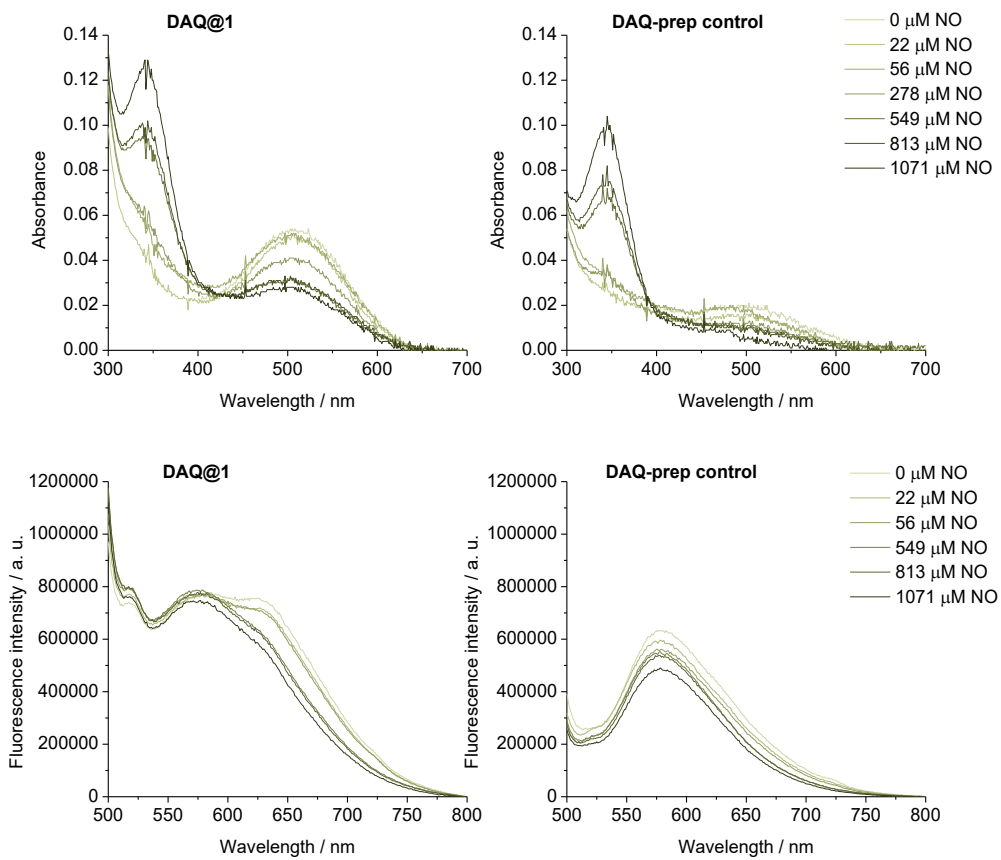 DAQ@1
0.14
0.12
0.10
0.08
0.06
0.04
0.02
0.00
Absorbance
300 400 500 600 700
Wavelength / nm
DAQ-prep control
0.14
0.12
0.10
0.08
0.06
0.04
0.02
0.00
Absorbance
300 400 500 600 700
Wavelength / nm
0 μM NO
22 μM NO
56 μM NO
278 μM NO
549 μM NO
813 μM NO
1071 μM NO
DAQ@1
1200000
1000000
800000
600000
400000
200000
0
Fluorescence intensity / a. u.
500 550 600 650 700 750 800
Wavelength / nm
DAQ-prep control
1200000
1000000
800000
600000
400000
200000
0
Fluorescence intensity / a. u.
500 550 600 650 700 750 800
Wavelength / nm
0 μM NO
22 μM NO
56 μM NO
549 μM NO
813 μM NO
1071 μM NO